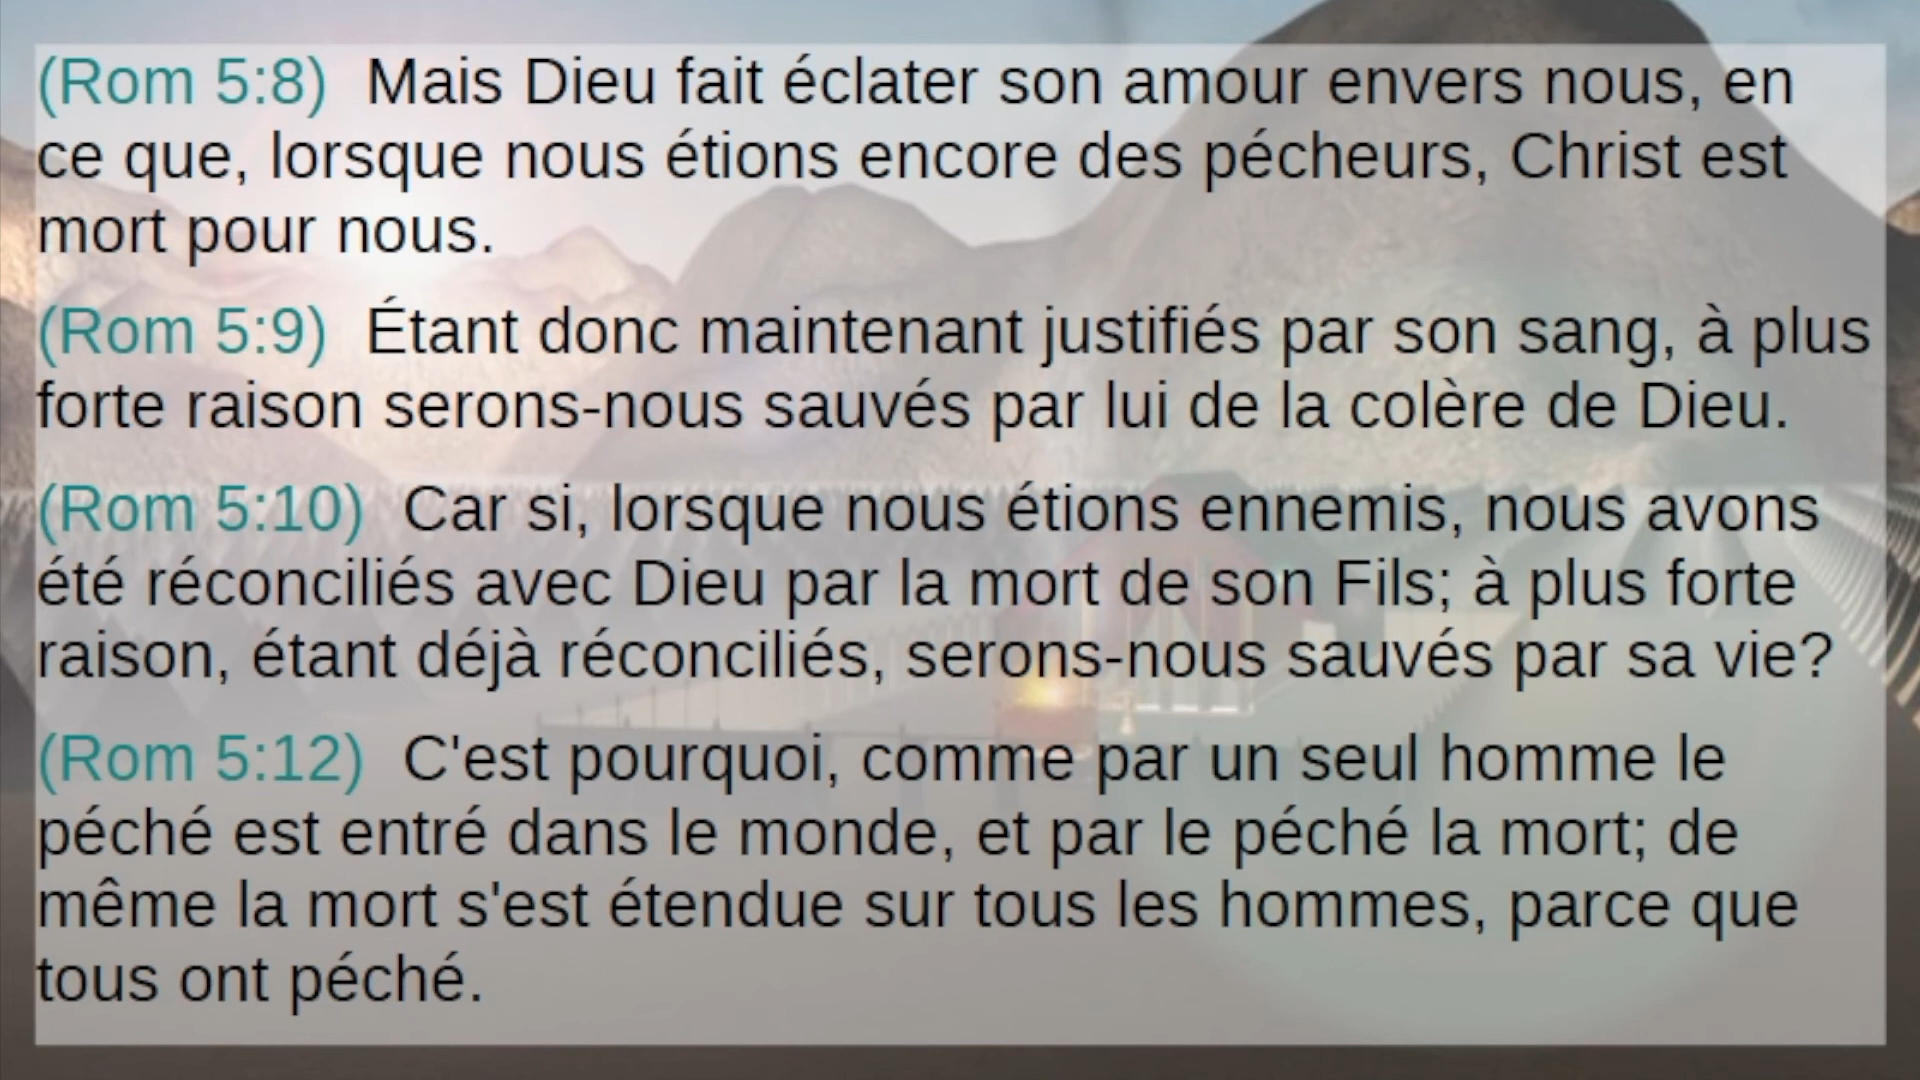 (Rom 5:8) Mais Dieu fait éclater son amour envers nous, en
ce que, lorsque nous étions encore des pécheurs, Christ est
mort pour nous.
(Rom 5:9) Étant donc maintenant justifiés par son sang, à plus
forte raison serons-nous sauvés par lui de la colère de Dieu.
(Rom 5:10) Car si, lorsque nous étions ennemis, nous avons
été réconciliés avec Dieu par la mort de son Fils; à plus forte
raison, étant déjà réconciliés, serons-nous sauvés par sa vie?
(Rom 5:12) C'est pourquoi, comme par un seul homme le
péché est entré dans le monde, et par le péché la mort; de
même la mort s'est étendue sur tous les hommes, parce que
tous ont péché.